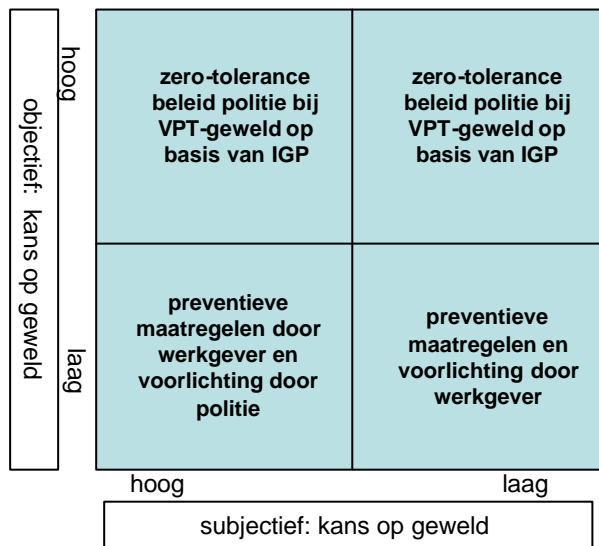 hoog
objectief: kans op geweld
laag
zero-tolerance
beleid politie bij
VPT-geweld op
basis van IGP
zero-tolerance
beleid politie bij
VPT-geweld op
basis van IGP
preventieve
maatregelen door
werkgever en
voorlichting door
politie
preventieve
maatregelen en
voorlichting door
werkgever
hoog
laag
subjectief: kans op geweld